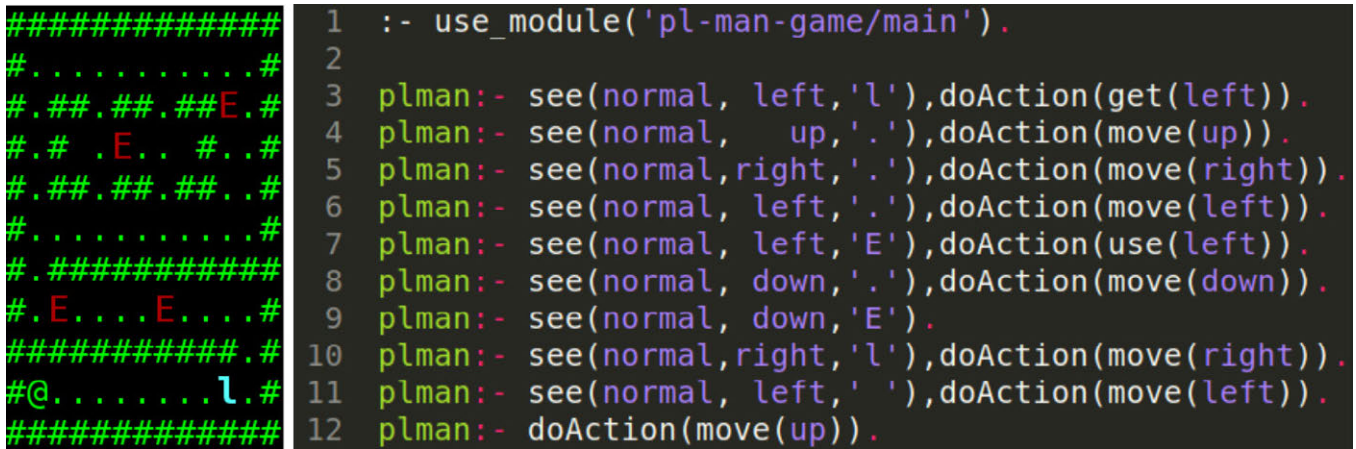 #############
#...........#
#.##.##.##E.#
#.# .E.. #..#
#.##.##.##..#
#...........#
#.###########
#.E....E....#
###########.#
#@........l.#
#############
1 :- use_module('pl-man-game/main').
2
3 plman:- see(normal, left,'l'),doAction(get(left)).
4 plman:- see(normal,   up,'.'),doAction(move(up)).
5 plman:- see(normal,right,'.'),doAction(move(right)).
6 plman:- see(normal, left,'.'),doAction(move(left)).
7 plman:- see(normal, left,'E'),doAction(use(left)).
8 plman:- see(normal, down,'.'),doAction(move(down)).
9 plman:- see(normal, down,'E').
10 plman:- see(normal,right,'l'),doAction(move(right)).
11 plman:- see(normal, left,' '),doAction(move(left)).
12 plman:- doAction(move(up)).